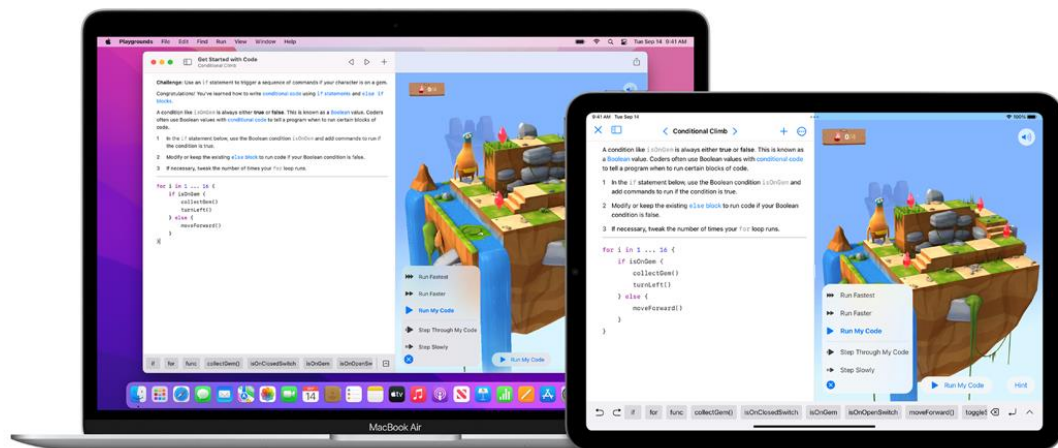 Playgrounds File Edit Find Run View Window Help
Tue Sep 14 9:41 AM
Get Started with Code
Conditional Climb
Challenge: Use an if statement to trigger a sequence of commands if your character is on a gem.
Congratulations! You've learned how to write conditional code using if statements and else if
blocks.
A condition like isOnGem is always either true or false. This is known as a Boolean value. Coders
often use Boolean values with conditional code to tell a program when to run certain blocks of
code.
1 In the if statement below, use the Boolean condition isOnGem and add commands to run if
the condition is true.
2 Modify or keep the existing else block to run code if your Boolean condition is false.
3 If necessary, tweak the number of times your for loop runs.
for i in 1 ... 16 {
if isOnGem {
collectGem()
turnLeft()
} else {
moveForward()
}
}
Run Fastest
Run Faster
Run My Code
Step Through My Code
Step Slowly
Run My Code
if for func collectGem() isOnClosedSwitch isOnGem isOnOpenSw
14
tv
MacBook Air
9:41 AM Tue Sep 14
100%
Conditional Climb
A condition like isOnGem is always either true or false. This is known as
a Boolean value. Coders often use Boolean values with conditional code
to tell a program when to run certain blocks of code.
1 In the if statement below, use the Boolean condition isOnGem and
add commands to run if the condition is true.
2 Modify or keep the existing else block to run code if your Boolean
condition is false.
3 If necessary, tweak the number of times your for loop runs.
for i in 1 ... 16 {
if isOnGem {
collectGem()
turnLeft()
} else {
moveForward()
}
}
Run Fastest
Run Faster
Run My Code
Step Through My Code
Step Slowly
Run My Code
Hint
if for func collectGem() isOnClosedSwitch isOnGem isOnOpenSwitch moveForward()